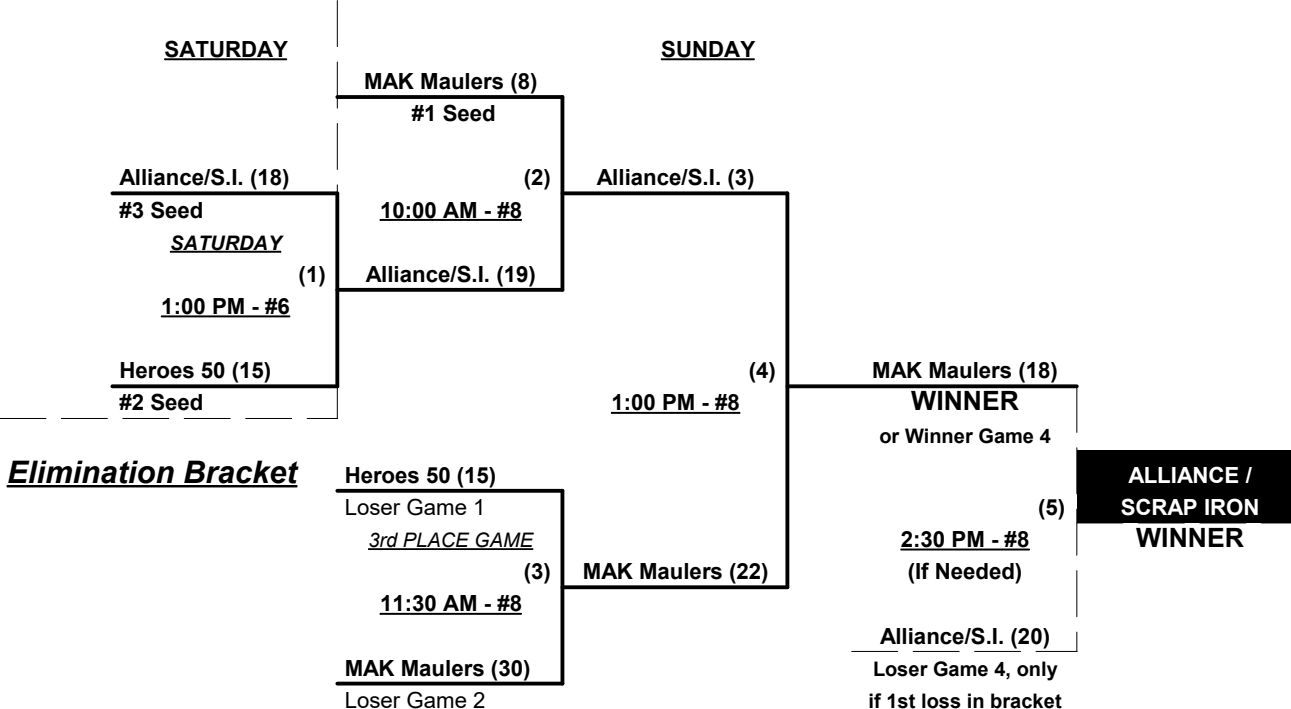 SATURDAY
SUNDAY
MAK Maulers (8)
#1 Seed
Alliance/S.I. (18)
(2)
Alliance/S.I. (3)
#3 Seed
10:00 AM - #8
SATURDAY
(1)
Alliance/S.I. (19)
1:00 PM - #6
Heroes 50 (15)
(4)
MAK Maulers (18)
#2 Seed
1:00 PM - #8
WINNER
or Winner Game 4
Elimination Bracket
Heroes 50 (15)
ALLIANCE /
Loser Game 1
(5)
SCRAP IRON
3rd PLACE GAME
2:30 PM - #8
WINNER
(3)
MAK Maulers (22)
(If Needed)
11:30 AM - #8
Alliance/S.I. (20)
MAK Maulers (30)
Loser Game 4, only
Loser Game 2
if 1st loss in bracket